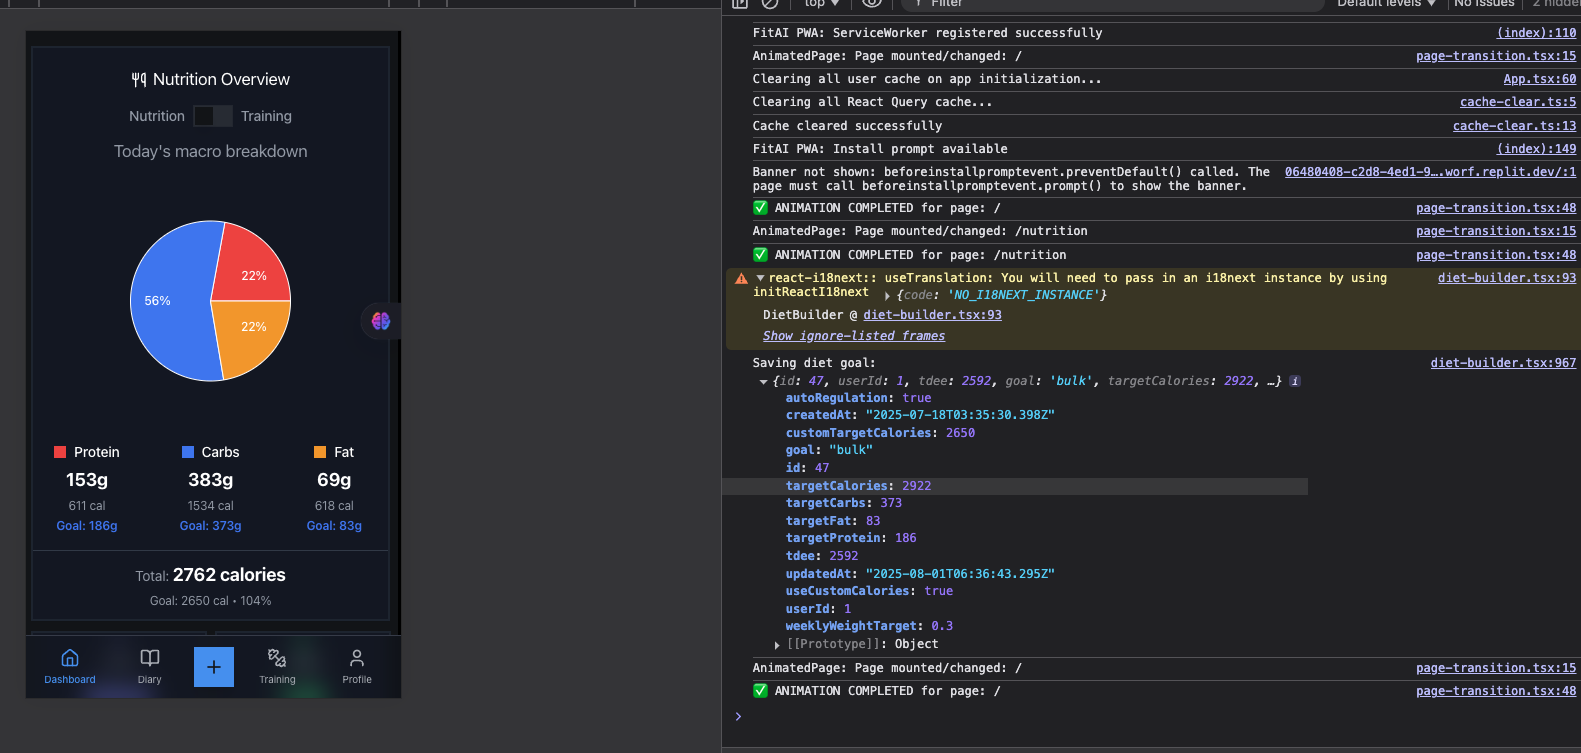 Nutrition Overview
Nutrition Training
Today's macro breakdown
22%
56%
22%
Protein Carbs Fat
153g 383g 69g
611 cal 1534 cal 618 cal
Goal: 186g Goal: 373g Goal: 83g
Total: 2762 calories
Goal: 2650 cal • 104%
Dashboard Diary + Training Profile
top ▼ Filter Default levels ▼ No Issues 2 hidden
FitAI PWA: ServiceWorker registered successfully (index):110
AnimatedPage: Page mounted/changed: / page-transition.tsx:15
Clearing all user cache on app initialization... App.tsx:60
Clearing all React Query cache... cache-clear.ts:5
Cache cleared successfully cache-clear.ts:13
FitAI PWA: Install prompt available (index):149
Banner not shown: beforeinstallpromptevent.preventDefault() called. The 06480408-c2d8-4ed1-9….worf.replit.dev/:1
page must call beforeinstallpromptevent.prompt() to show the banner.
✅ ANIMATION COMPLETED for page: / page-transition.tsx:48
AnimatedPage: Page mounted/changed: /nutrition page-transition.tsx:15
✅ ANIMATION COMPLETED for page: /nutrition page-transition.tsx:48
▼ react-i18next:: useTranslation: You will need to pass in an i18next instance by using diet-builder.tsx:93
initReactI18next ▶ {code: 'NO_I18NEXT_INSTANCE'}
DietBuilder @ diet-builder.tsx:93
Show ignore-listed frames
Saving diet goal: diet-builder.tsx:967
▼ {id: 47, userId: 1, tdee: 2592, goal: 'bulk', targetCalories: 2922, …} i
autoRegulation: true
createdAt: "2025-07-18T03:35:30.398Z"
customTargetCalories: 2650
goal: "bulk"
id: 47
targetCalories: 2922
targetCarbs: 373
targetFat: 83
targetProtein: 186
tdee: 2592
updatedAt: "2025-08-01T06:36:43.295Z"
useCustomCalories: true
userId: 1
weeklyWeightTarget: 0.3
▶ [[Prototype]]: Object
AnimatedPage: Page mounted/changed: / page-transition.tsx:15
✅ ANIMATION COMPLETED for page: / page-transition.tsx:48
>